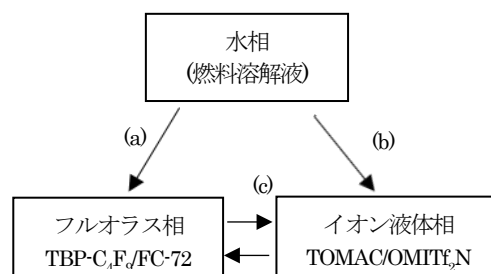 水相
(燃料溶解液)
(a)
(b)
(c)
フルオラス相
TBP-C₄F₉/FC-72
イオン液体相
TOMAC/OMITf₂N